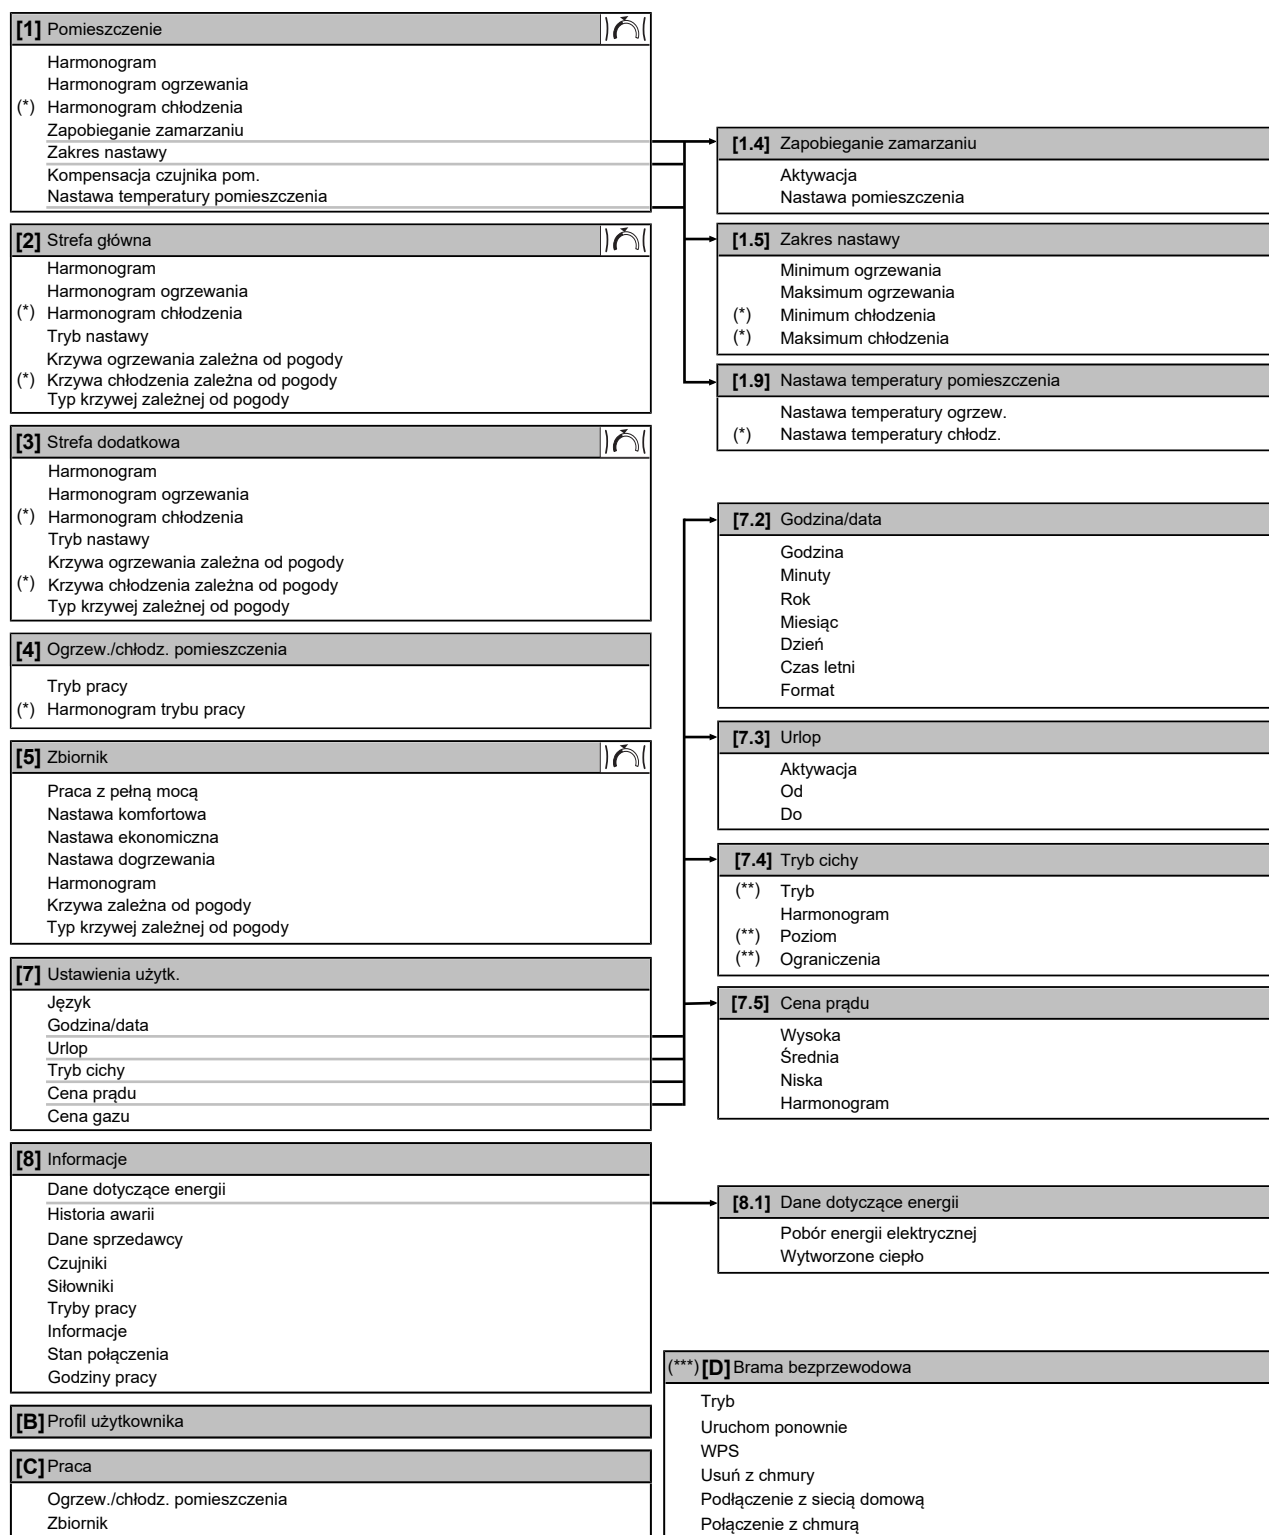 [1] Pomieszczenie
Harmonogram
Harmonogram ogrzewania
(*) Harmonogram chłodzenia
Zapobieganie zamarzaniu
Zakres nastawy
Kompensacja czujnika pom.
Nastawa temperatury pomieszczenia
[2] Strefa główna
Harmonogram
Harmonogram ogrzewania
(*) Harmonogram chłodzenia
Tryb nastawy
Krzywa ogrzewania zależna od pogody
(*) Krzywa chłodzenia zależna od pogody
Typ krzywej zależnej od pogody
[3] Strefa dodatkowa
Harmonogram
Harmonogram ogrzewania
(*) Harmonogram chłodzenia
Tryb nastawy
Krzywa ogrzewania zależna od pogody
(*) Krzywa chłodzenia zależna od pogody
Typ krzywej zależnej od pogody
[4] Ogrzew./chłodz. pomieszczenia
Tryb pracy
(*) Harmonogram trybu pracy
[5] Zbiornik
Praca z pełną mocą
Nastawa komfortowa
Nastawa ekonomiczna
Nastawa dogrzewania
Harmonogram
Krzywa zależna od pogody
Typ krzywej zależnej od pogody
[7] Ustawienia użytk.
Język
Godzina/data
Urlop
Tryb cichy
Cena prądu
Cena gazu
[8] Informacje
Dane dotyczące energii
Historia awarii
Dane sprzedawcy
Czujniki
Siłowniki
Tryby pracy
Informacje
Stan połączenia
Godziny pracy
[B] Profil użytkownika
[C] Praca
Ogrzew./chłodz. pomieszczenia
Zbiornik
[1.4] Zapobieganie zamarzaniu
Aktywacja
Nastawa pomieszczenia
[1.5] Zakres nastawy
Minimum ogrzewania
Maksimum ogrzewania
(*) Minimum chłodzenia
(*) Maksimum chłodzenia
[1.9] Nastawa temperatury pomieszczenia
Nastawa temperatury ogrzew.
(*) Nastawa temperatury chłodz.
[7.2] Godzina/data
Godzina
Minuty
Rok
Miesiąc
Dzień
Czas letni
Format
[7.3] Urlop
Aktywacja
Od
Do
[7.4] Tryb cichy
(**) Tryb
Harmonogram
(**) Poziom
(**) Ograniczenia
[7.5] Cena prądu
Wysoka
Średnia
Niska
Harmonogram
[8.1] Dane dotyczące energii
Pobór energii elektrycznej
Wytworzone ciepło
(***) [D] Brama bezprzewodowa
Tryb
Uruchom ponownie
WPS
Usuń z chmury
Podłączenie z siecią domową
Połączenie z chmurą